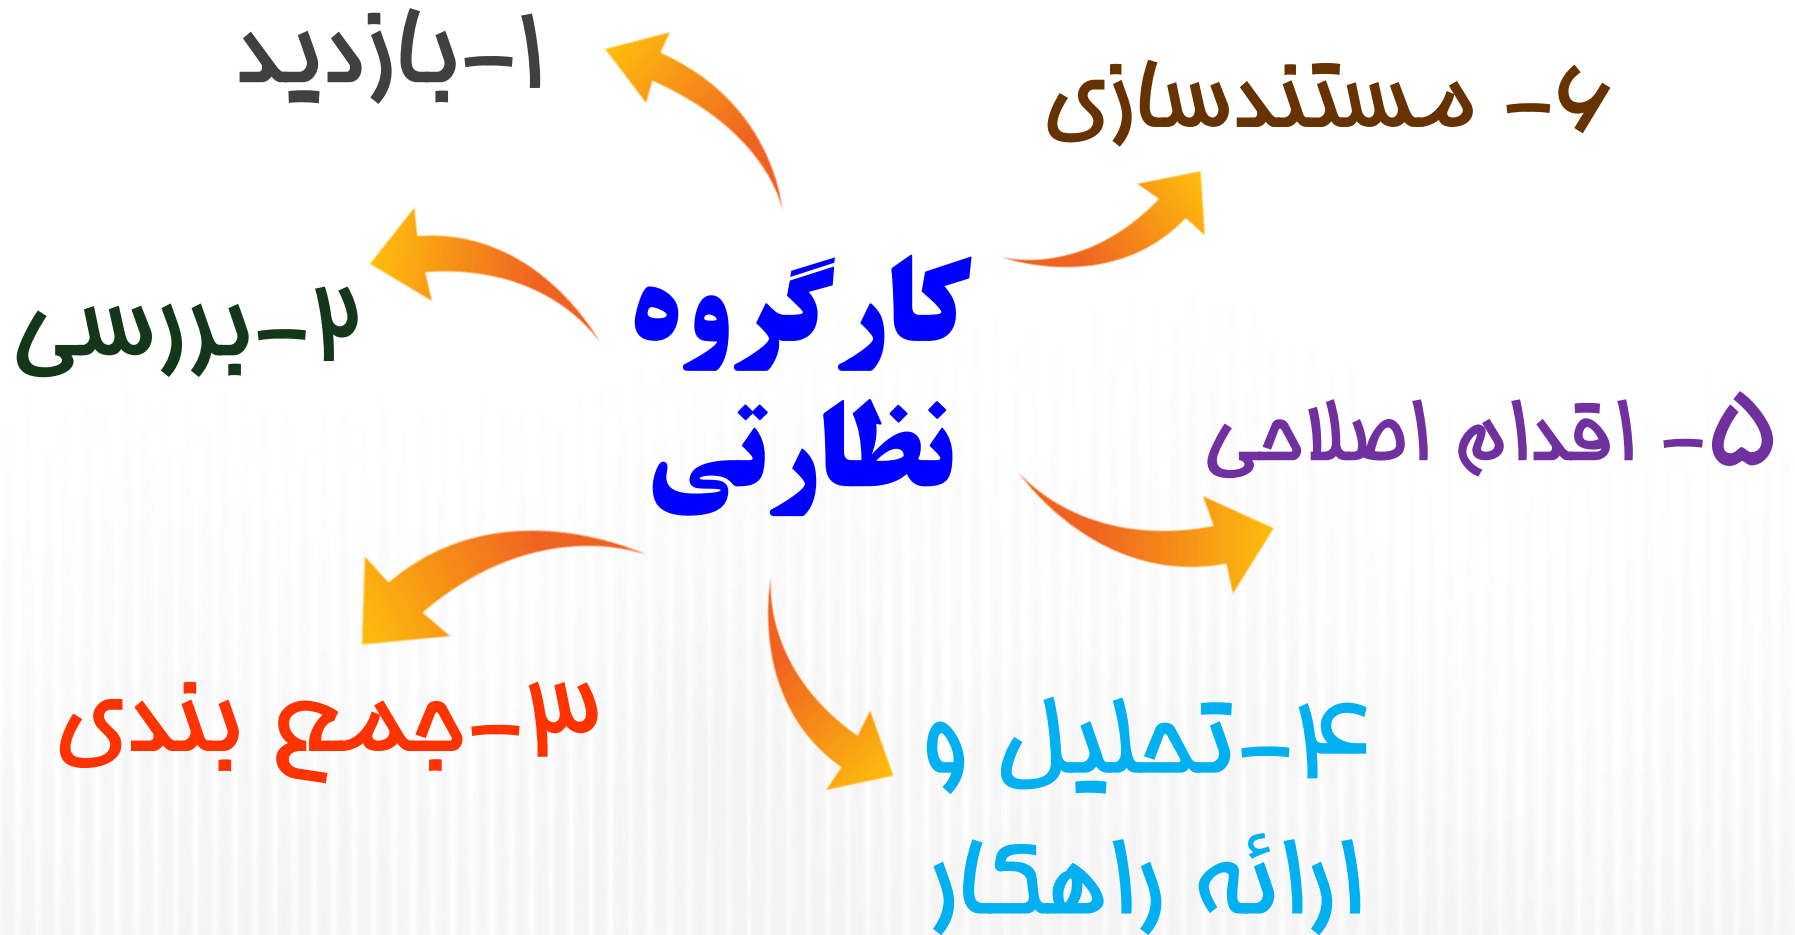 کارگروه
نظارتی
۱-بازدید
۲-بررسی
۳-جمع بندی
۴-تحلیل و
ارائه راهکار
۵- اقدام اصلاحی
۶- مستندسازی